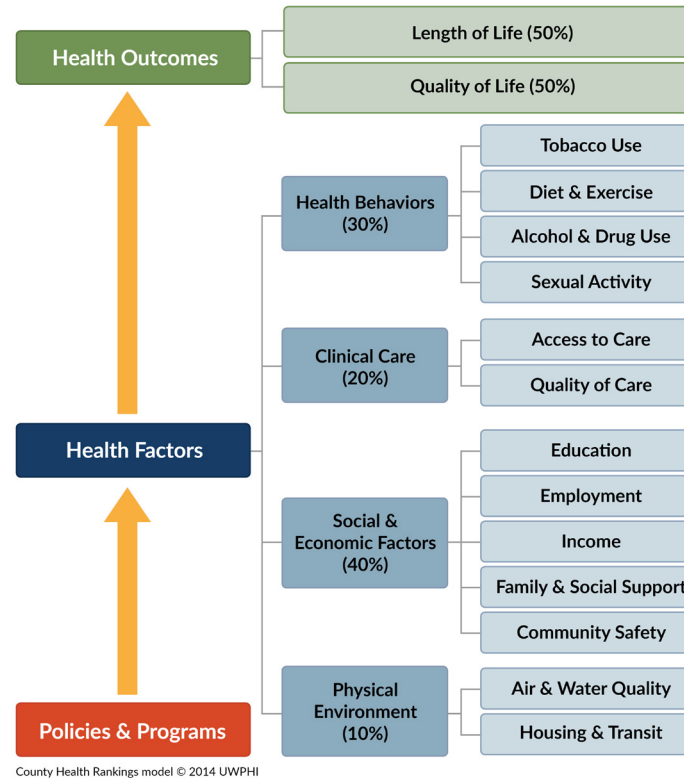 Health Outcomes
Length of Life (50%)
Quality of Life (50%)
Health Factors
Health Behaviors
(30%)
Tobacco Use
Diet & Exercise
Alcohol & Drug Use
Sexual Activity
Clinical Care
(20%)
Access to Care
Quality of Care
Social &
Economic Factors
(40%)
Education
Employment
Income
Family & Social Support
Community Safety
Physical
Environment
(10%)
Air & Water Quality
Housing & Transit
Policies & Programs
County Health Rankings model © 2014 UWPHI